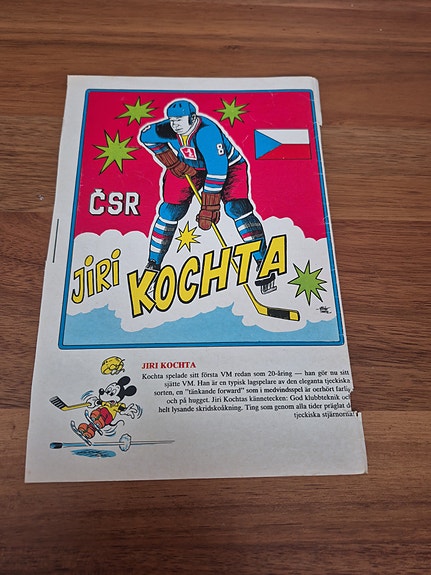 8
ČSR
JiRi
KOCHTA
JIRI KOCHTA
Kochta spelade sitt första VM redan som 20-åring — han gör nu sitt
sjätte VM. Han är en typisk lagspelare av den eleganta tjeckiska
sorten, en "tänkande forward" som i medvindsspel är oerhört farlig
och på hugget. Jiri Kochtas kännetecken: God klubbteknik och
helt lysande skridskoåkning. Ting som genom alla tider präglat de
tjeckiska stjärnorna!